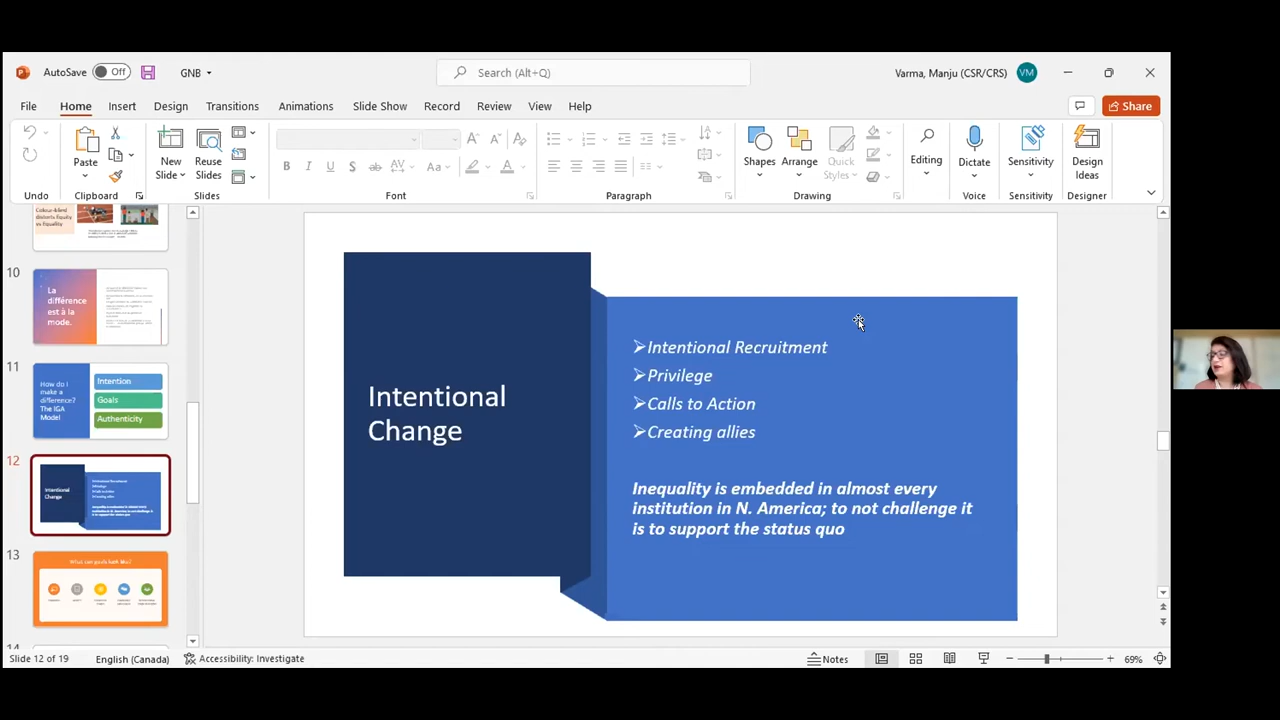 AutoSave Off GNB Search (Alt+Q) Varma, Manju (CSR/CRS) VM
File Home Insert Design Transitions Animations Slide Show Record Review View Help Share
Paste New Slide Reuse Slides Shapes Arrange Quick Styles Editing Dictate Sensitivity Design Ideas
Undo Clipboard Slides Font Paragraph Drawing Voice Sensitivity Designer
10
La
différence
est à la
mode.
11
How do I
make a
difference?
The IGA
Model
Intention
Goals
Authenticity
12
Intentional
Change
13
What can goals look like?
Intentional
Change
Intentional Recruitment
Privilege
Calls to Action
Creating allies
Inequality is embedded in almost every
institution in N. America; to not challenge it
is to support the status quo
Slide 12 of 19 English (Canada) Accessibility: Investigate Notes 69%